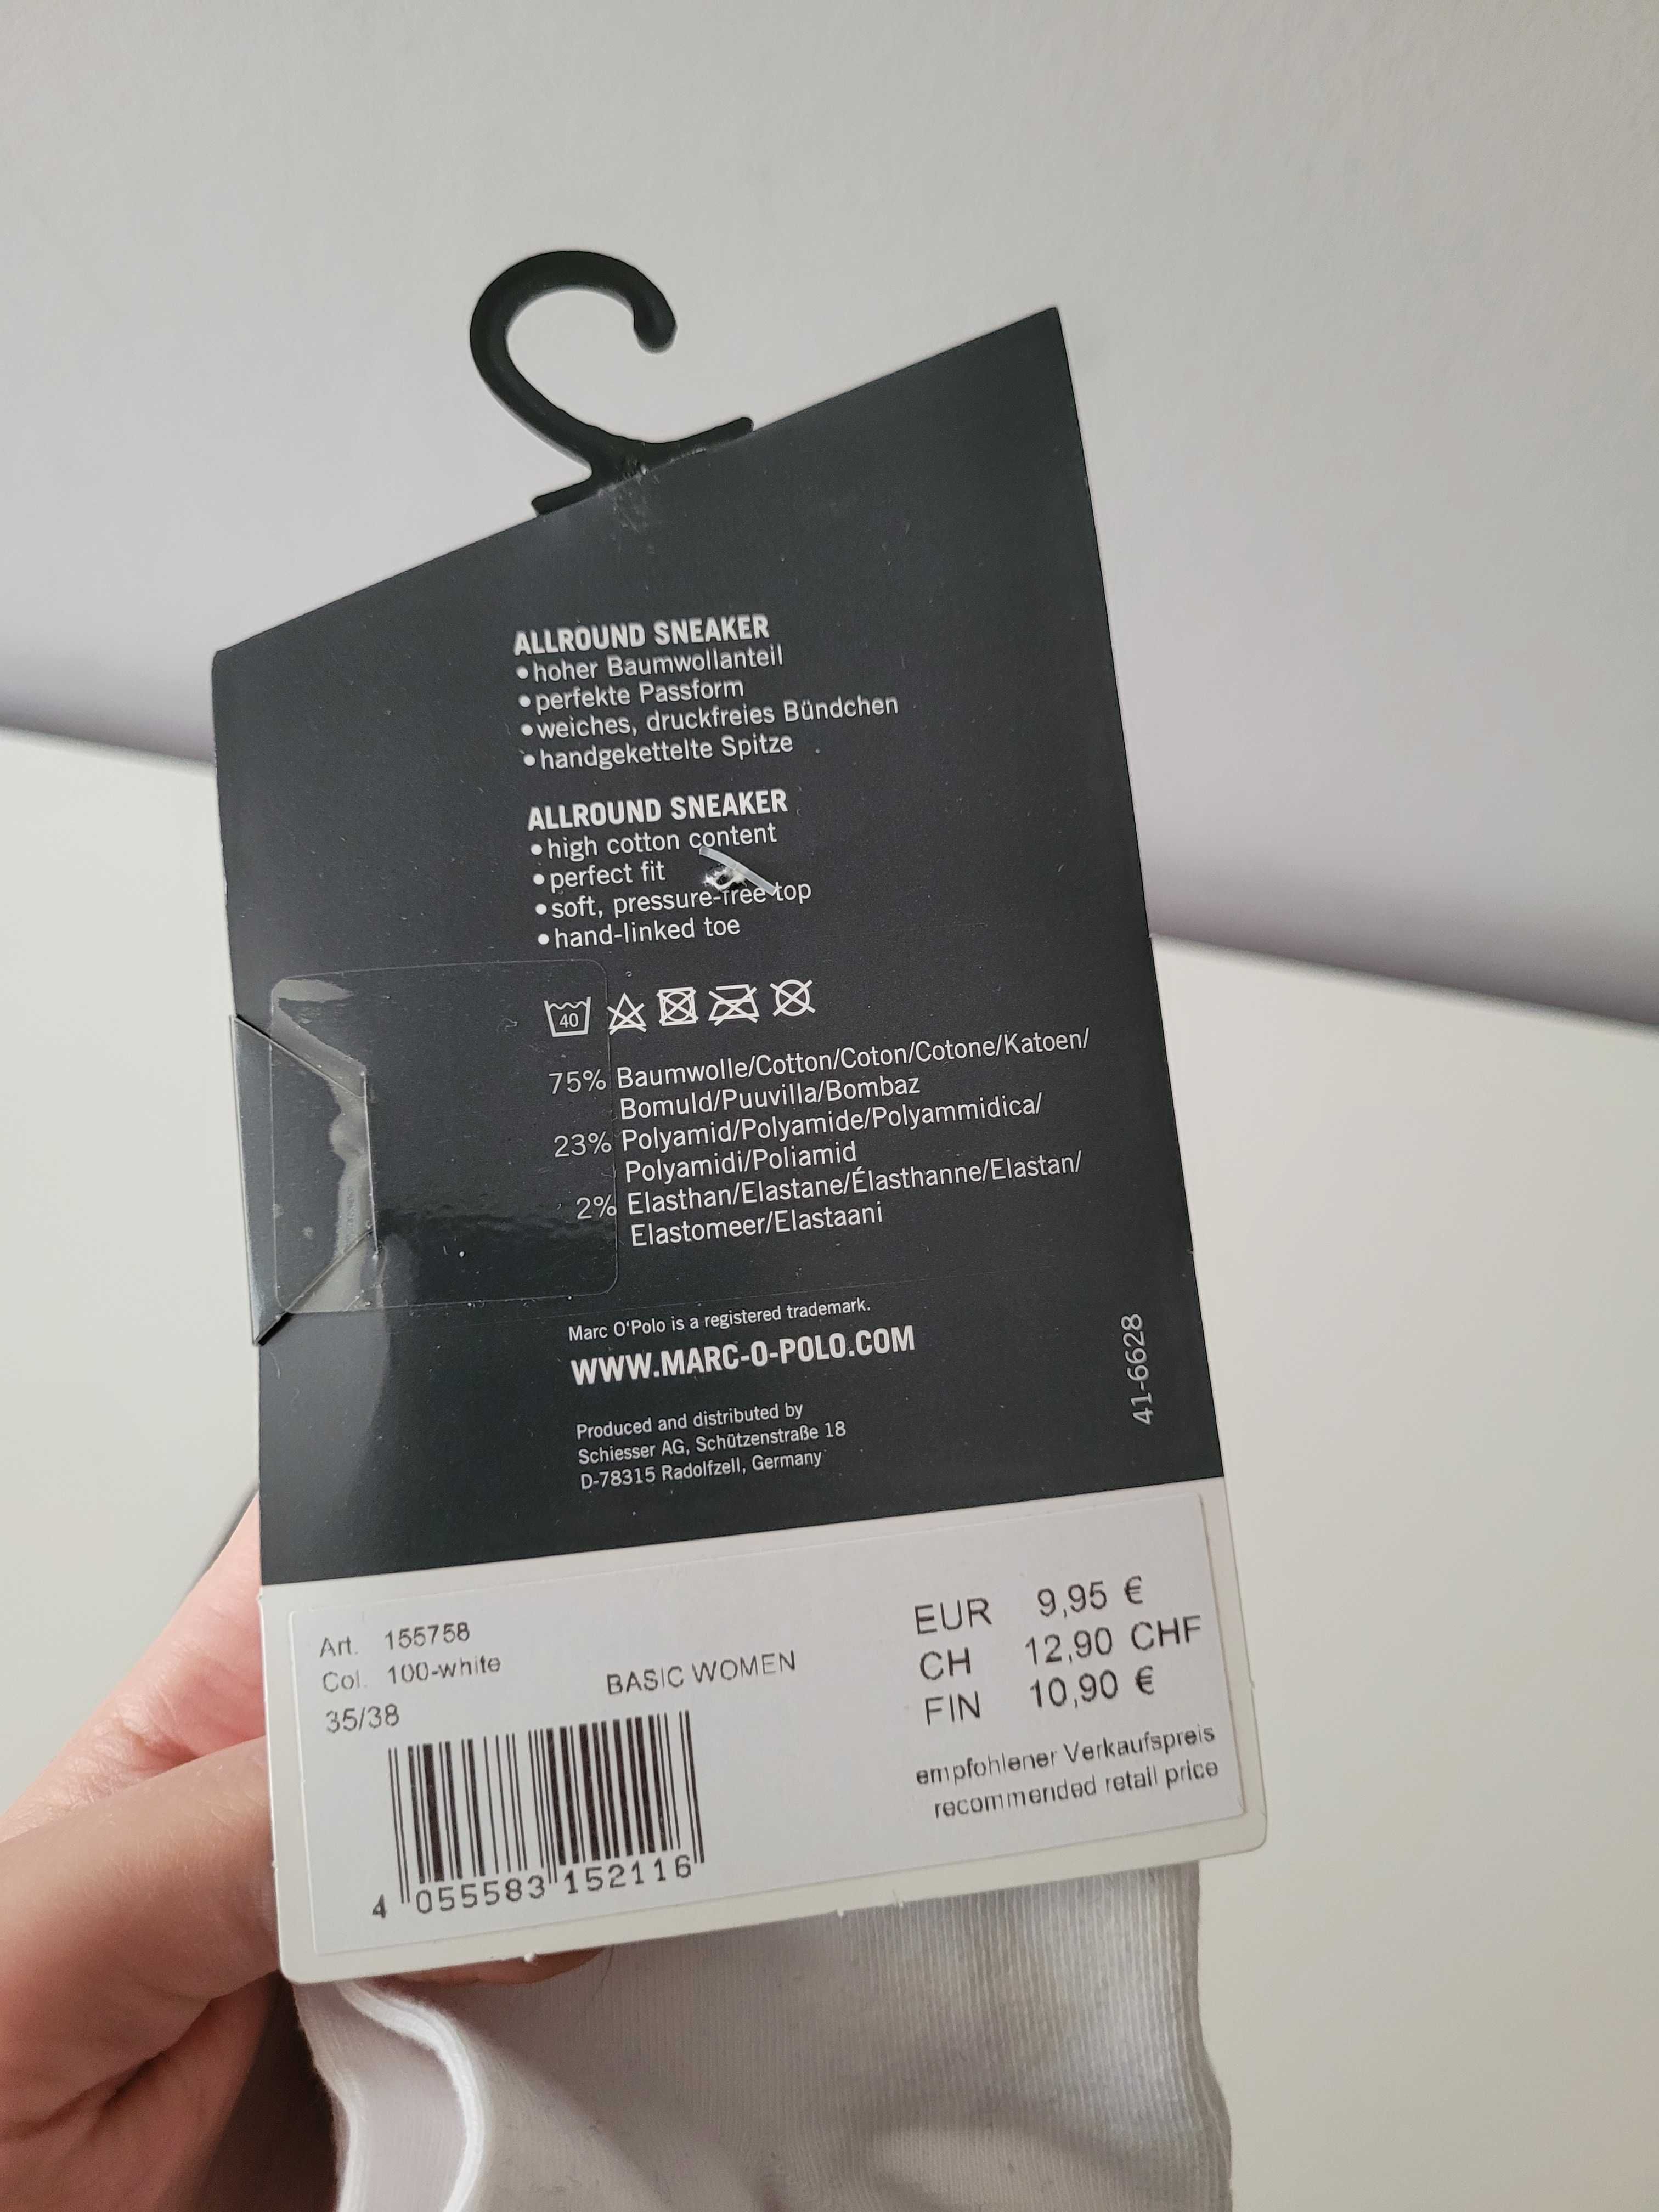 ALLROUND SNEAKER
• hoher Baumwollanteil
• perfekte Passform
• weiches, druckfreies Bündchen
• handgekettelte Spitze
ALLROUND SNEAKER
• high cotton content
• perfect fit
• soft, pressure-free top
• hand-linked toe
40
75% Baumwolle/Cotton/Coton/Cotone/Katoen/
Bomuld/Puuvilla/Bombaz
23% Polyamid/Polyamide/Polyammidica/
Polyamidi/Poliamid
2% Elasthan/Elastane/Élasthanne/Elastan/
Elastomeer/Elastaani
Marc O'Polo is a registered trademark.
WWW.MARC-O-POLO.COM
Produced and distributed by
Schiesser AG, Schützenstraße 18
D-78315 Radolfzell, Germany
41-6628
Art. 155758
Col. 100-white
35/38
BASIC WOMEN
EUR 9,95 €
CH 12,90 CHF
FIN 10,90 €
empfohlener Verkaufspreis
recommended retail price
4 055583 152116